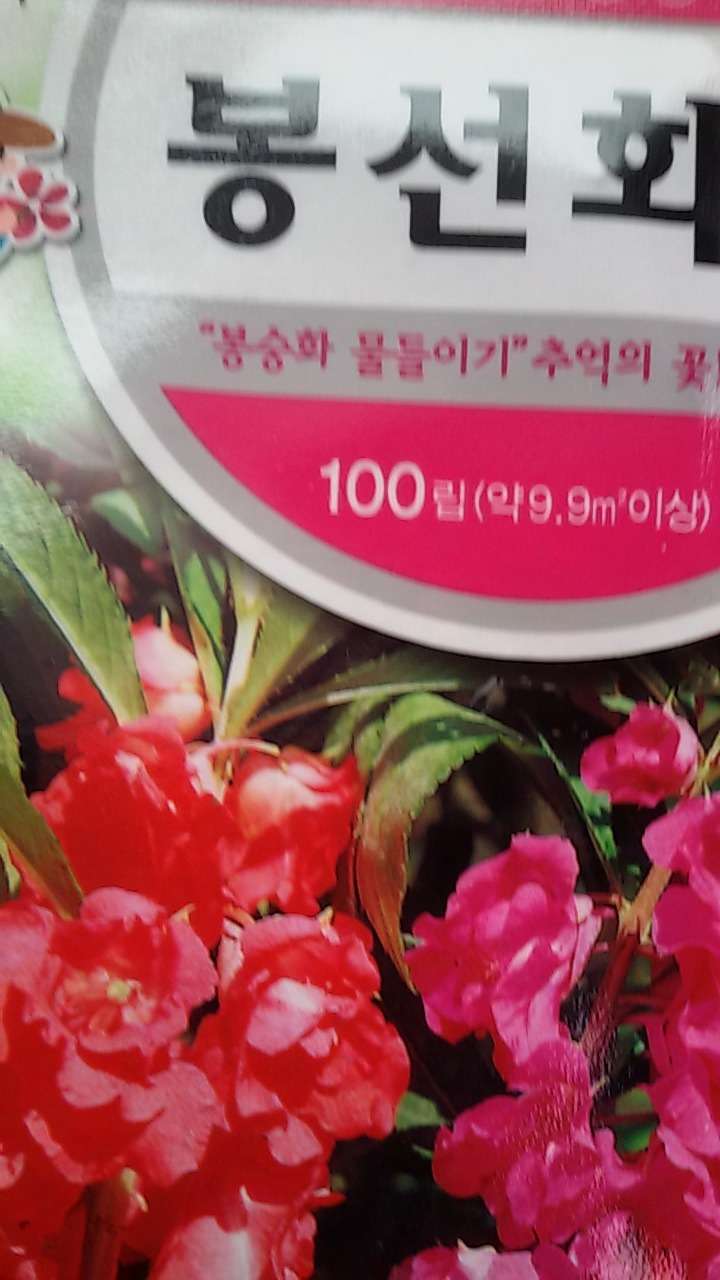 봉선화
"봉숭화 물들이기" 추억의 꽃
100립(약9.9m²이상)